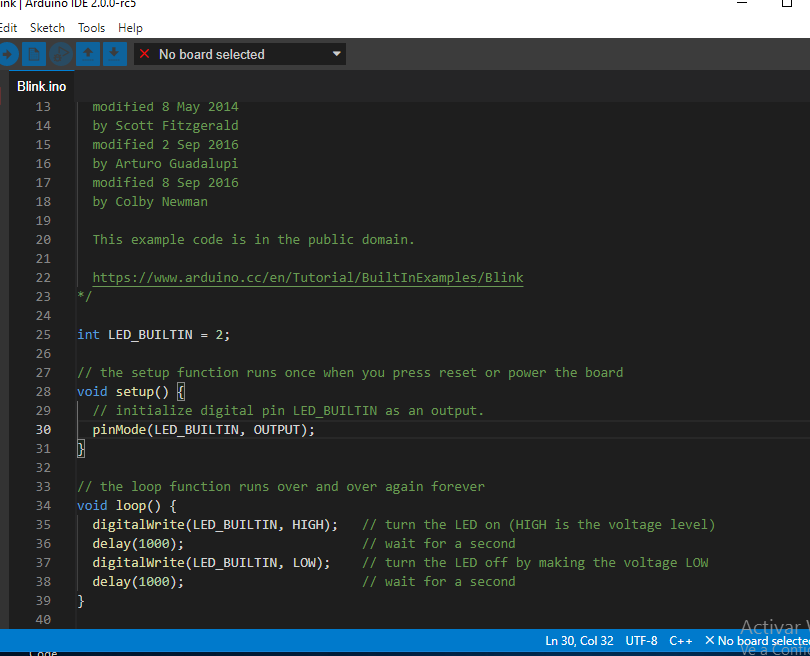 ink | Arduino IDE 2.0.0-rc5
Edit Sketch Tools Help
No board selected
Blink.ino
13 modified 8 May 2014
14 by Scott Fitzgerald
15 modified 2 Sep 2016
16 by Arturo Guadalupi
17 modified 8 Sep 2016
18 by Colby Newman
19
20 This example code is in the public domain.
21
22 https://www.arduino.cc/en/Tutorial/BuiltInExamples/Blink
23 */
24
25 int LED_BUILTIN = 2;
26
27 // the setup function runs once when you press reset or power the board
28 void setup() {
29 // initialize digital pin LED_BUILTIN as an output.
30 pinMode(LED_BUILTIN, OUTPUT);
31 }
32
33 // the loop function runs over and over again forever
34 void loop() {
35 digitalWrite(LED_BUILTIN, HIGH); // turn the LED on (HIGH is the voltage level)
36 delay(1000); // wait for a second
37 digitalWrite(LED_BUILTIN, LOW); // turn the LED off by making the voltage LOW
38 delay(1000); // wait for a second
39 }
40
Activar
Ln 30, Col 32 UTF-8 C++ No board selected
Ve a Confi
Code